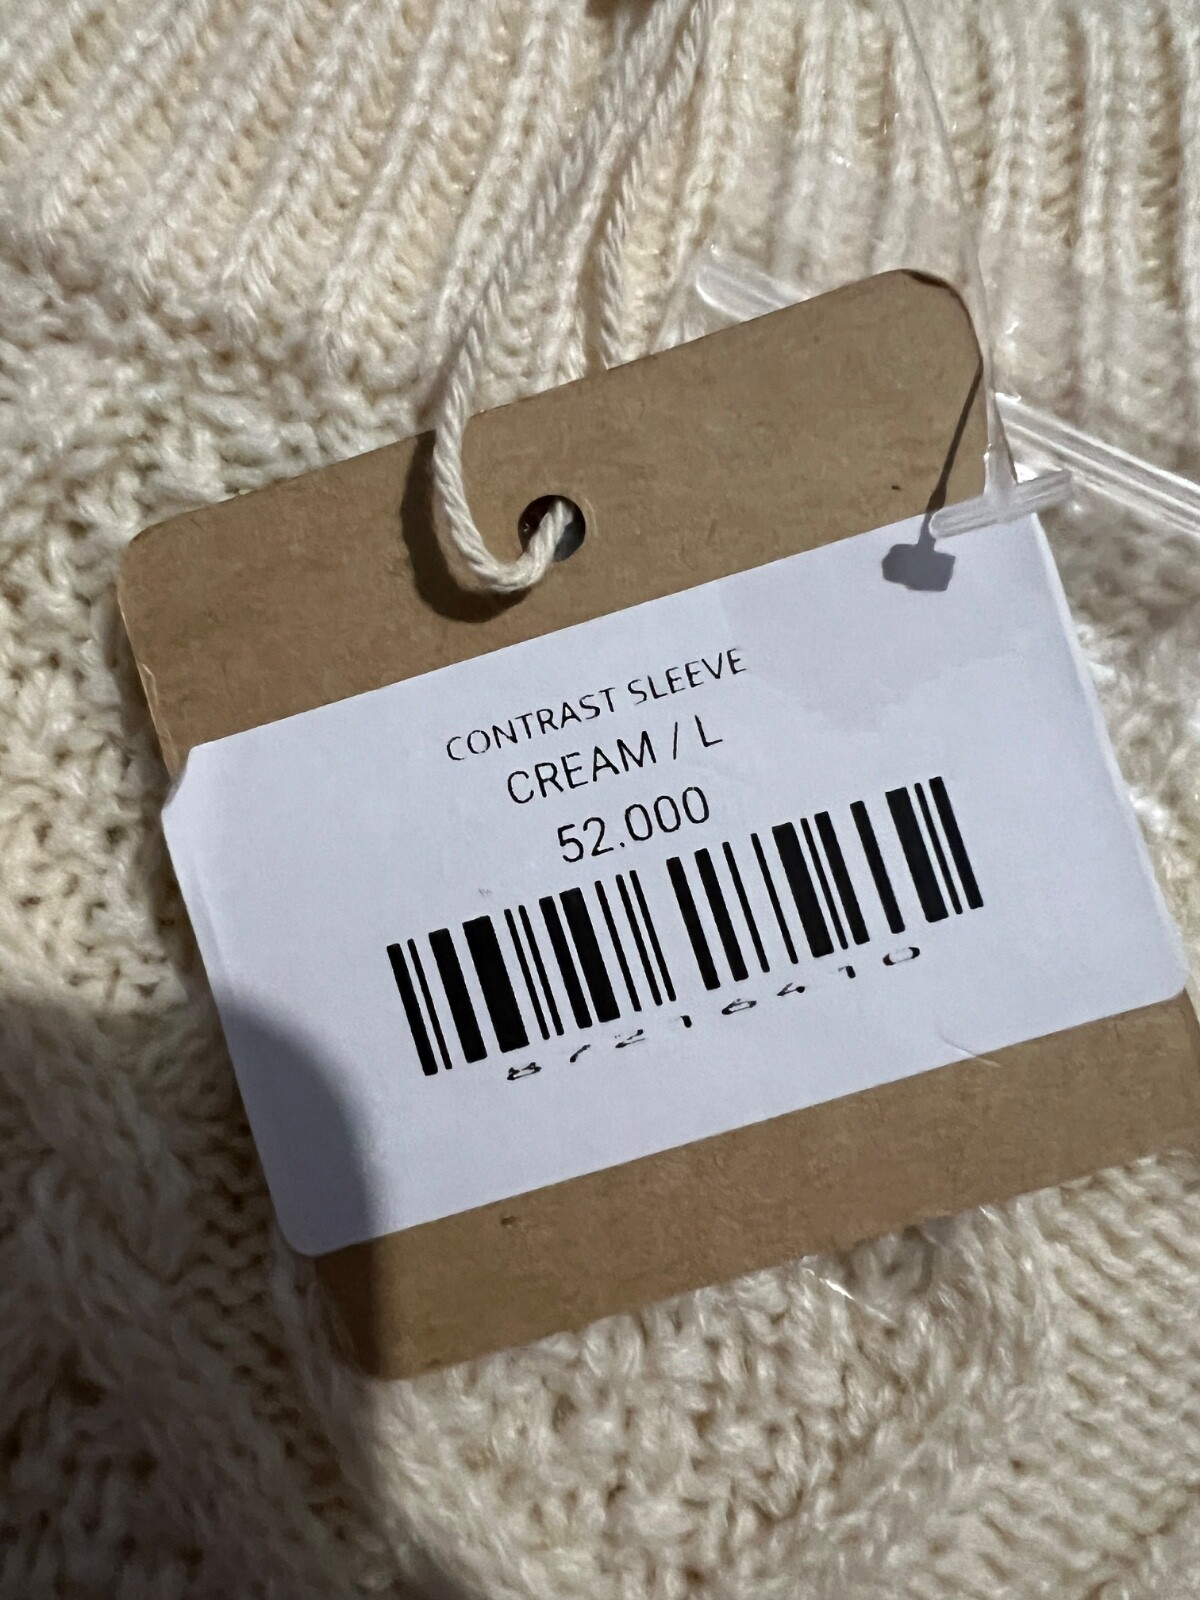 CONTRAST SLEEVE
CREAM / L
52.000